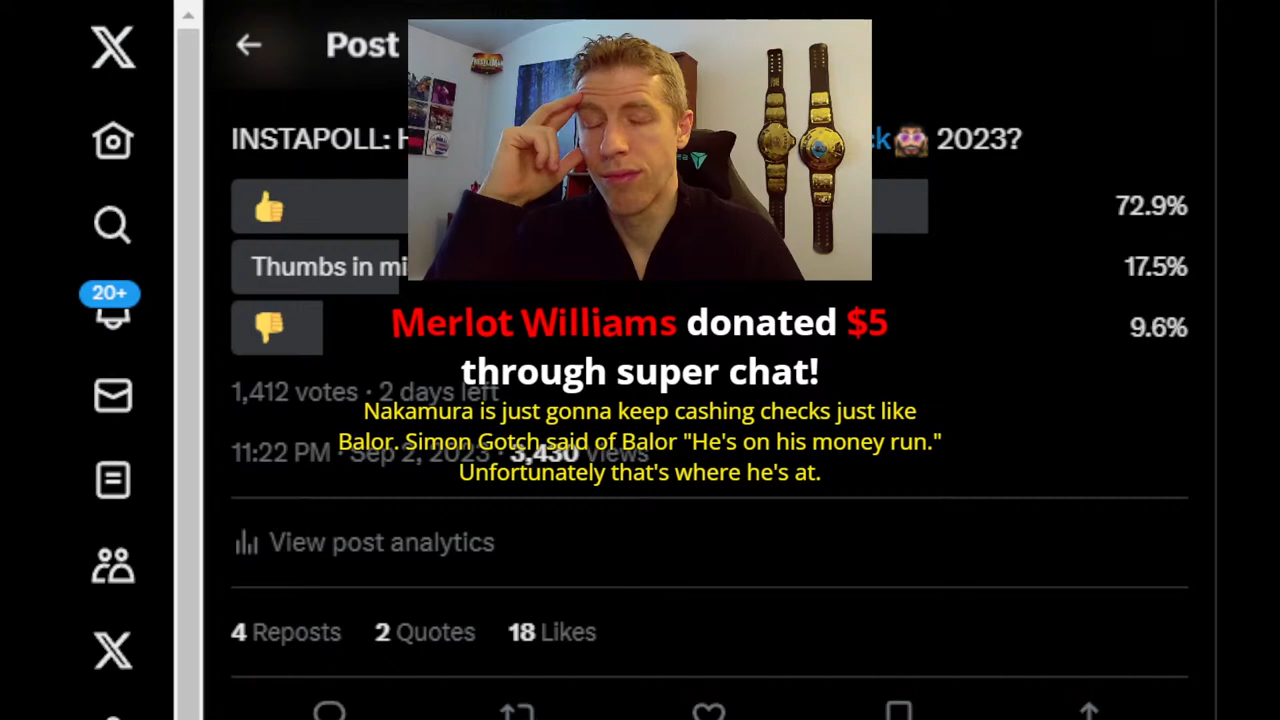 Post
INSTAPOLL: 2023?
72.9%
Thumbs in 17.5%
20+
9.6%
Merlot Williams donated $5
through super chat!
1,412 votes · 2 days left
Nakamura is just gonna keep cashing checks just like
Balor. Simon Gotch said of Balor "He's on his money run."
11:22 PM · Sep 2, 2023 · 3,430 Views
Unfortunately that's where he's at.
View post analytics
4 Reposts 2 Quotes 18 Likes